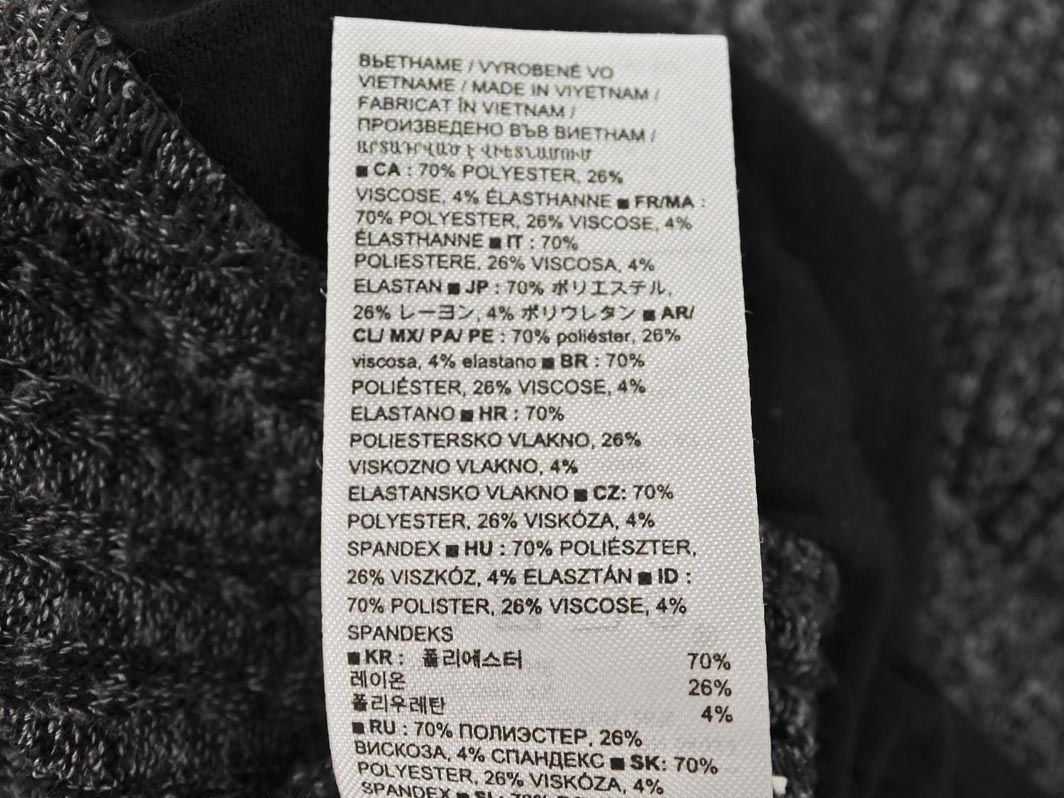 ВЬЕТНАМЕ / VYROBENÉ VO
VIETNAME / MADE IN VIYETNAM /
FABRICAT ÎN VIETNAM /
ПРОИЗВЕДЕНО ВЪВ ВИЕТНАМ /
ԱՐՏԱԴՐՎԱԾ Է ՎԻԵՏՆԱՄՈՒՄ
■ CA : 70% POLYESTER, 26%
VISCOSE, 4% ÉLASTHANNE ■ FR/MA :
70% POLYESTER, 26% VISCOSE, 4%
ÉLASTHANNE ■ IT : 70%
POLIESTERE, 26% VISCOSA, 4%
ELASTAN ■ JP : 70% ポリエステル,
26% レーヨン, 4% ポリウレタン ■ AR/
CL/ MX/ PA/ PE : 70% poliéster, 26%
viscosa, 4% elastano ■ BR : 70%
POLIÉSTER, 26% VISCOSE, 4%
ELASTANO ■ HR : 70%
POLIESTERSKO VLAKNO, 26%
VISKOZNO VLAKNO, 4%
ELASTANSKO VLAKNO ■ CZ: 70%
POLYESTER, 26% VISKÓZA, 4%
SPANDEX ■ HU : 70% POLIÉSZTER,
26% VISZKÓZ, 4% ELASZTÁN ■ ID :
70% POLISTER, 26% VISCOSE, 4%
SPANDEKS
■ KR : 폴리에스터 70%
레이온 26%
폴리우레탄 4%
■ RU : 70% ПОЛИЭСТЕР, 26%
ВИСКОЗА, 4% СПАНДЕКС ■ SK: 70%
POLYESTER, 26% VISKÓZA, 4%
SPANDEX ■ SI : 70%